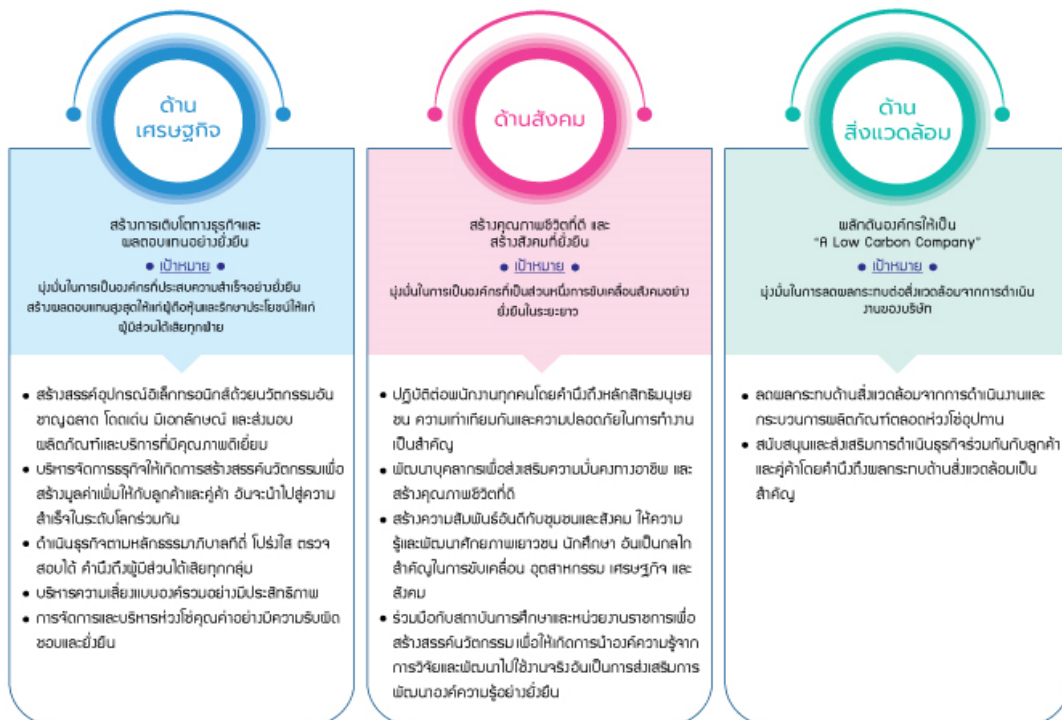 ด้าน
เศรษฐกิจ
สร้างการเติบโตทางธุรกิจและ
ผลตอบแทนอย่างยั่งยืน
• เป้าหมาย •
มุ่งมั่นในการเป็นองค์กรที่ประสบความสำเร็จอย่างยั่งยืน
สร้างผลตอบแทนสูงสุดให้แก่ผู้ถือหุ้นและรักษาประโยชน์ให้แก่
ผู้มีส่วนได้เสียทุกฝ่าย
• สร้างสรรค์อุปกรณ์อิเล็กทรอนิกส์ด้วยนวัตกรรมอัน
ชาญฉลาด โดดเด่น มีเอกลักษณ์ และส่งมอบ
ผลิตภัณฑ์และบริการที่มีคุณภาพดีเยี่ยม
• บริหารจัดการธุรกิจให้เกิดการสร้างสรรค์นวัตกรรมเพื่อ
สร้างมูลค่าเพิ่มให้กับลูกค้าและคู่ค้า อันจะนำไปสู่ความ
สำเร็จในระดับโลกร่วมกัน
• ดำเนินธุรกิจตามหลักธรรมาภิบาลที่ดี โปร่งใส ตรวจ
สอบได้ คำนึงถึงผู้มีส่วนได้เสียทุกกลุ่ม
• บริหารความเสี่ยงแบบองค์รวมอย่างมีประสิทธิภาพ
• การจัดการและบริหารห่วงโซ่คุณค่าอย่างมีความรับผิด
ชอบและยั่งยืน
ด้านสังคม
สร้างคุณภาพชีวิตที่ดี และ
สร้างสังคมที่ยั่งยืน
• เป้าหมาย •
มุ่งมั่นในการเป็นองค์กรที่เป็นส่วนหนึ่งการขับเคลื่อนสังคมอย่าง
ยั่งยืนในระยะยาว
• ปฏิบัติต่อพนักงานทุกคนโดยคำนึงถึงหลักสิทธิมนุษย
ชน ความเท่าเทียมกันและความปลอดภัยในการทำงาน
เป็นสำคัญ
• พัฒนาบุคลากรเพื่อส่งเสริมความมั่นคงทางอาชีพ และ
สร้างคุณภาพชีวิตที่ดี
• สร้างความสัมพันธ์อันดีกับชุมชนและสังคม ให้ความ
รู้และพัฒนาศักยภาพเยาวชน นักศึกษา อันเป็นกลไก
สำคัญในการขับเคลื่อน อุตสาหกรรม เศรษฐกิจ และ
สังคม
• ร่วมมือกับสถาบันการศึกษาและหน่วยงานราชการเพื่อ
สร้างสรรค์นวัตกรรม เพื่อให้เกิดการนำองค์ความรู้จาก
การวิจัยและพัฒนาไปใช้งานจริงอันเป็นการส่งเสริมการ
พัฒนาองค์ความรู้อย่างยั่งยืน
ด้าน
สิ่งแวดล้อม
พลักดันองค์กรให้เป็น
"A Low Carbon Company"
• เป้าหมาย •
มุ่งมั่นในการลดผลกระทบต่อสิ่งแวดล้อมจากการดำเนิน
งานของบริษัท
• ลดผลกระทบด้านสิ่งแวดล้อมจากการดำเนินงานและ
กระบวนการผลิตภัณฑ์ตลอดห่วงโซ่อุปทาน
• สนับสนุนและส่งเสริมการดำเนินธุรกิจร่วมกันกับลูกค้า
และคู่ค้าโดยคำนึงถึงผลกระทบด้านสิ่งแวดล้อมเป็น
สำคัญ